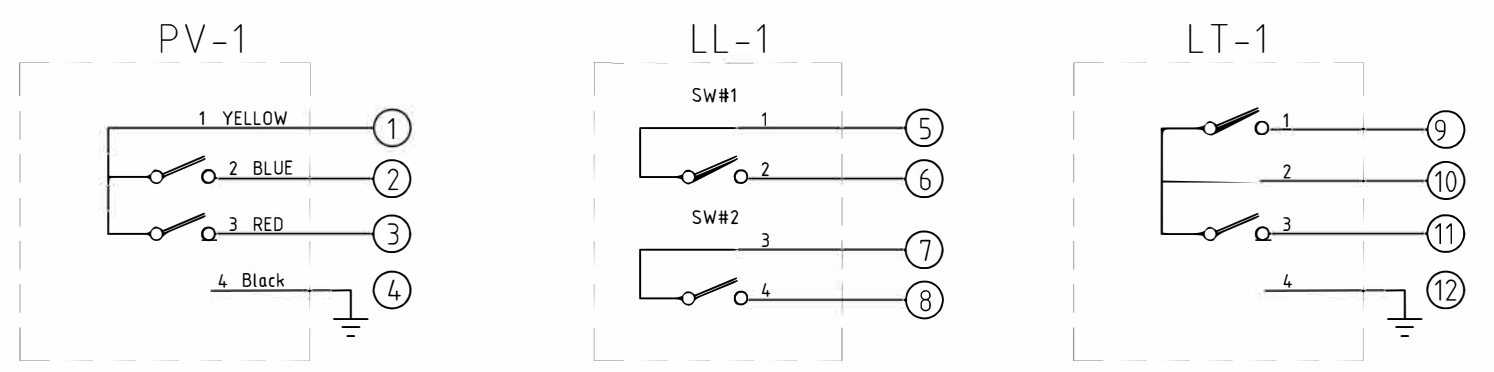 PV-1
1 YELLOW 1
2 BLUE 2
3 RED 3
4 Black 4
LL-1
SW#1
1 5
2 6
SW#2
3 7
4 8
LT-1
1 9
2 10
3 11
4 12